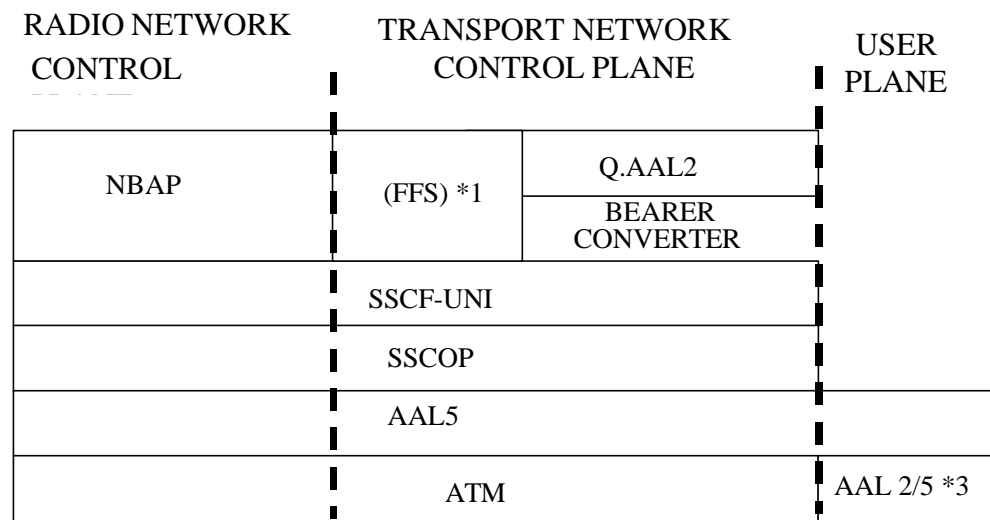 RADIO NETWORK
CONTROL
TRANSPORT NETWORK
CONTROL PLANE
USER
PLANE
NBAP
(FFS) *1
Q.AAL2
BEARER
CONVERTER
SSCF-UNI
SSCOP
AAL5
ATM
AAL 2/5 *3